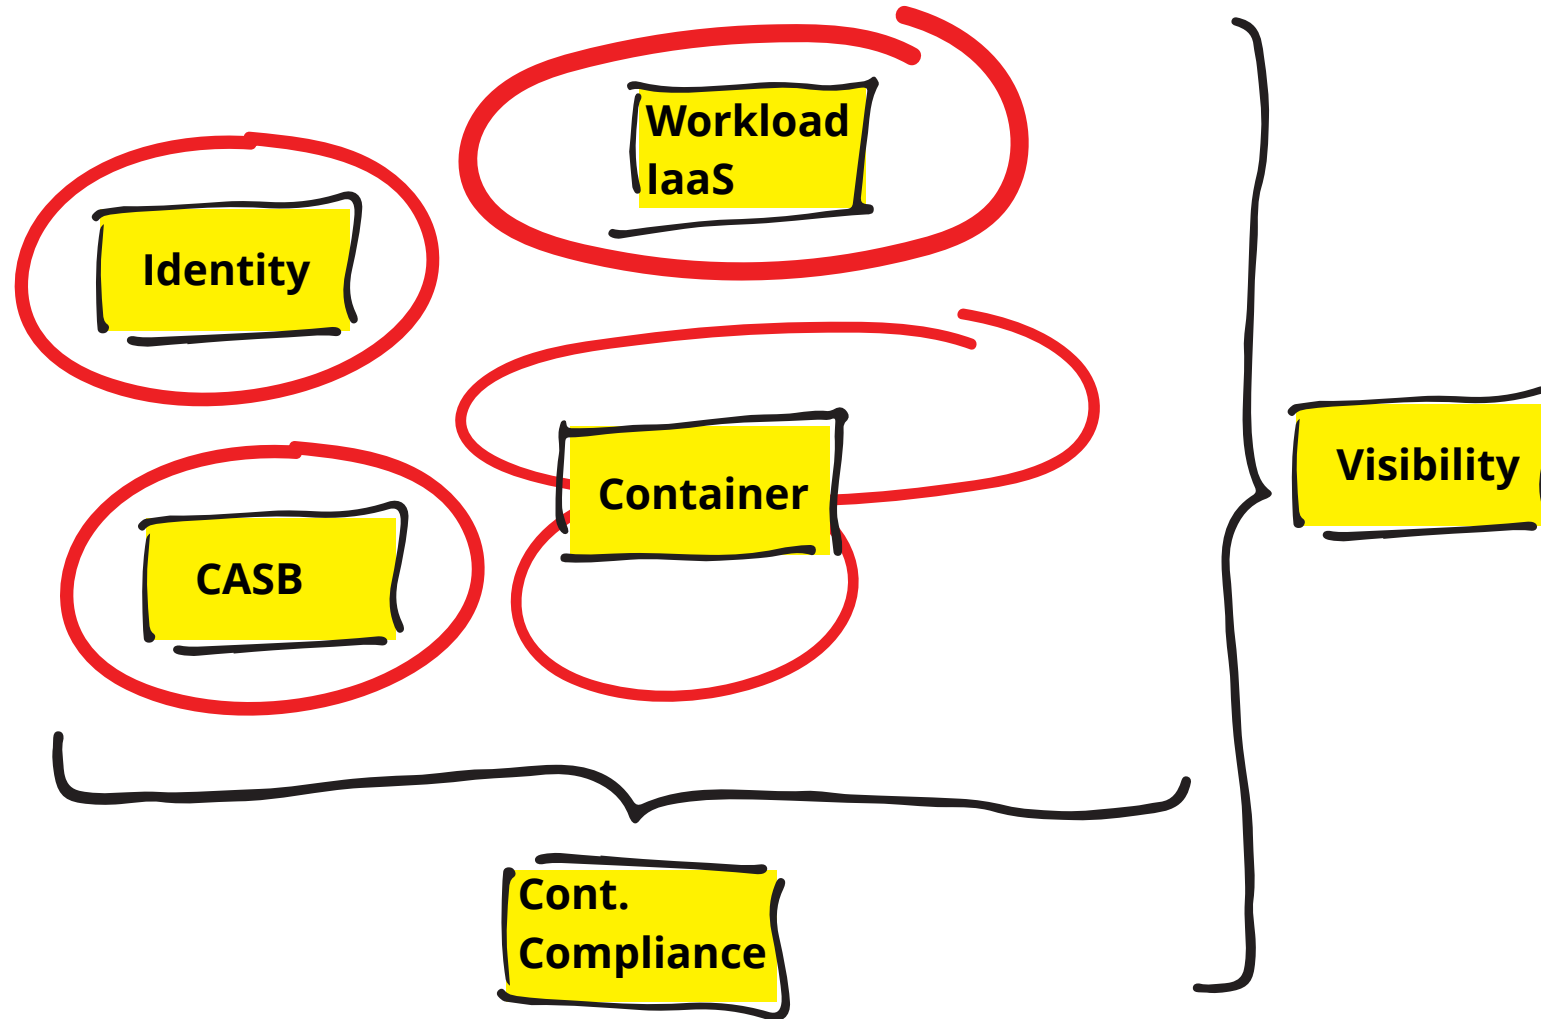 Workload
IaaS
Identity
Container
CASB
Visibility
Cont.
Compliance